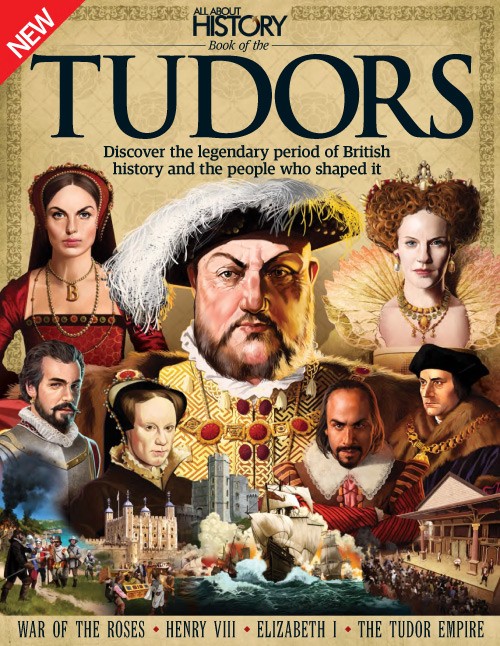 NEW
ALL ABOUT
HISTORY
Book of the
TUDORS
Discover the legendary period of British
history and the people who shaped it
B
WAR OF THE ROSES • HENRY VIII • ELIZABETH I • THE TUDOR EMPIRE